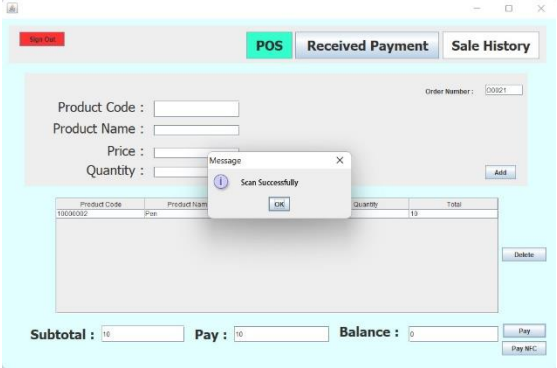 Sign Out
POS
Received Payment
Sale History
Order Number :
O0021
Product Code :
Product Name :
Price :
Quantity :
Add
Message
Scan Successfully
OK
Product Code
Quantity
Total
10000002
Pen
10
Delete
Subtotal :
10
Pay :
10
Balance :
0
Pay
Pay NFC